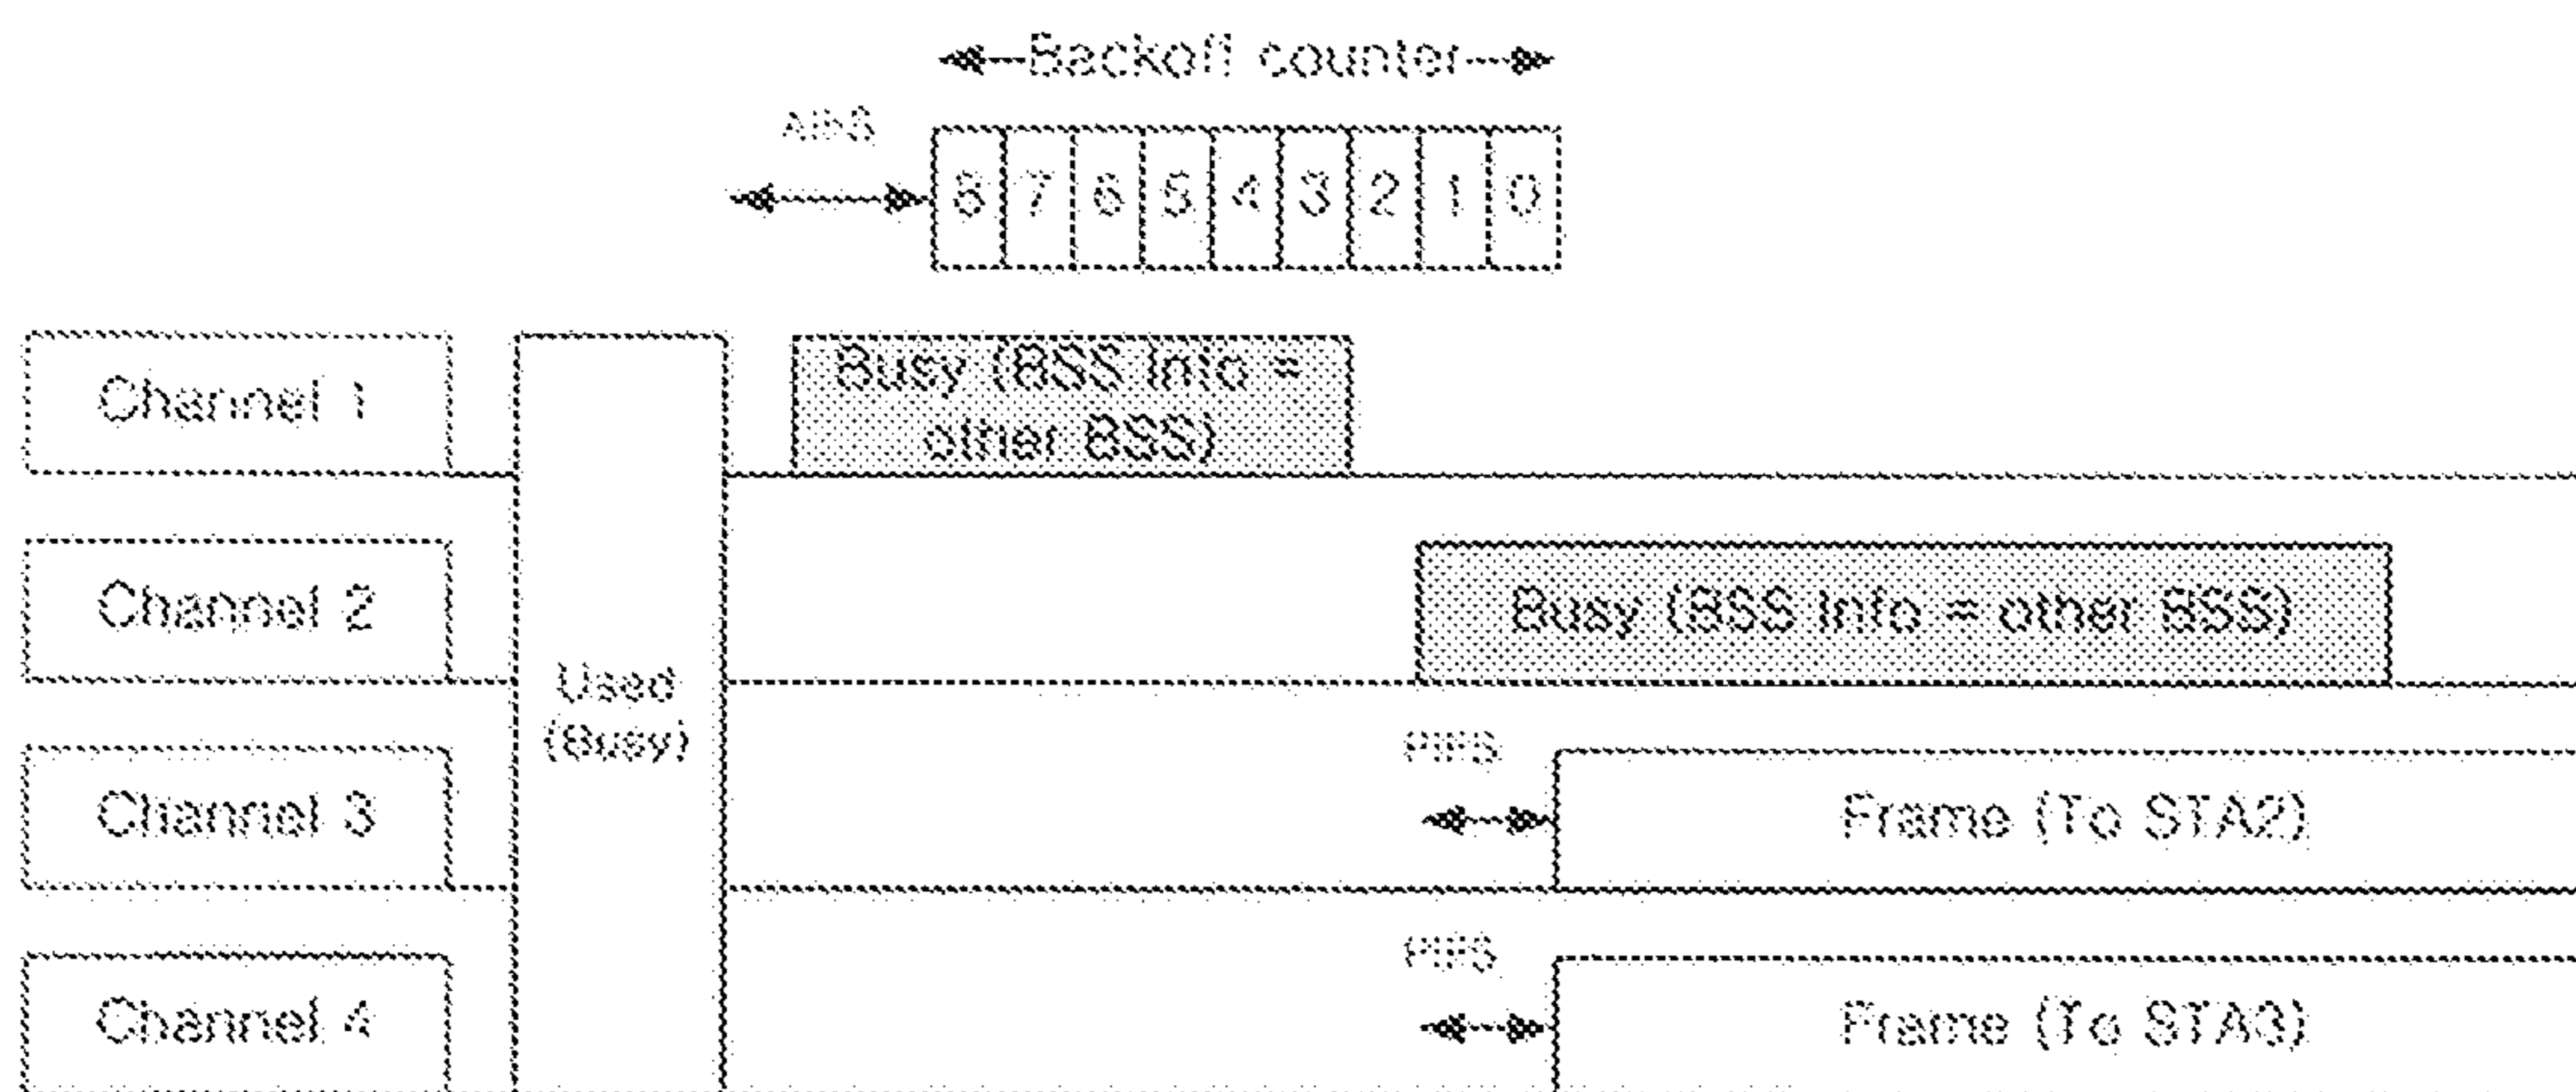 Backoff counter
AIFS
8 7 6 5 4 3 2 1 0
Channel 1
Busy (BSS Info =
other BSS)
Channel 2
Busy (BSS Info = other BSS)
Used
(Busy)
PIFS
Channel 3
Frame (To STA2)
PIFS
Channel 4
Frame (To STA3)